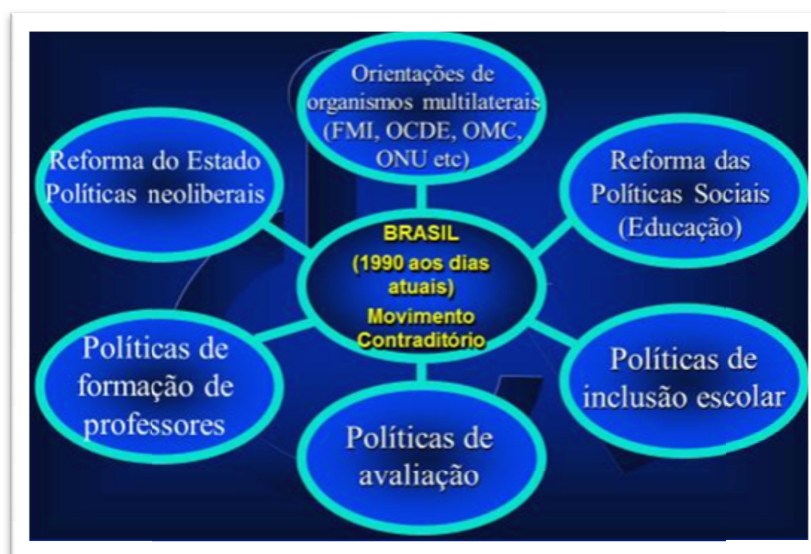 Orientações de
organismos multilaterais
(FMI, OCDE, OMC,
ONU etc)
Reforma do Estado
Políticas neoliberais
Reforma das
Políticas Sociais
(Educação)
BRASIL
(1990 aos dias
atuais)
Movimento
Contraditório
Políticas de
formação de
professores
Políticas de
inclusão escolar
Políticas de
avaliação